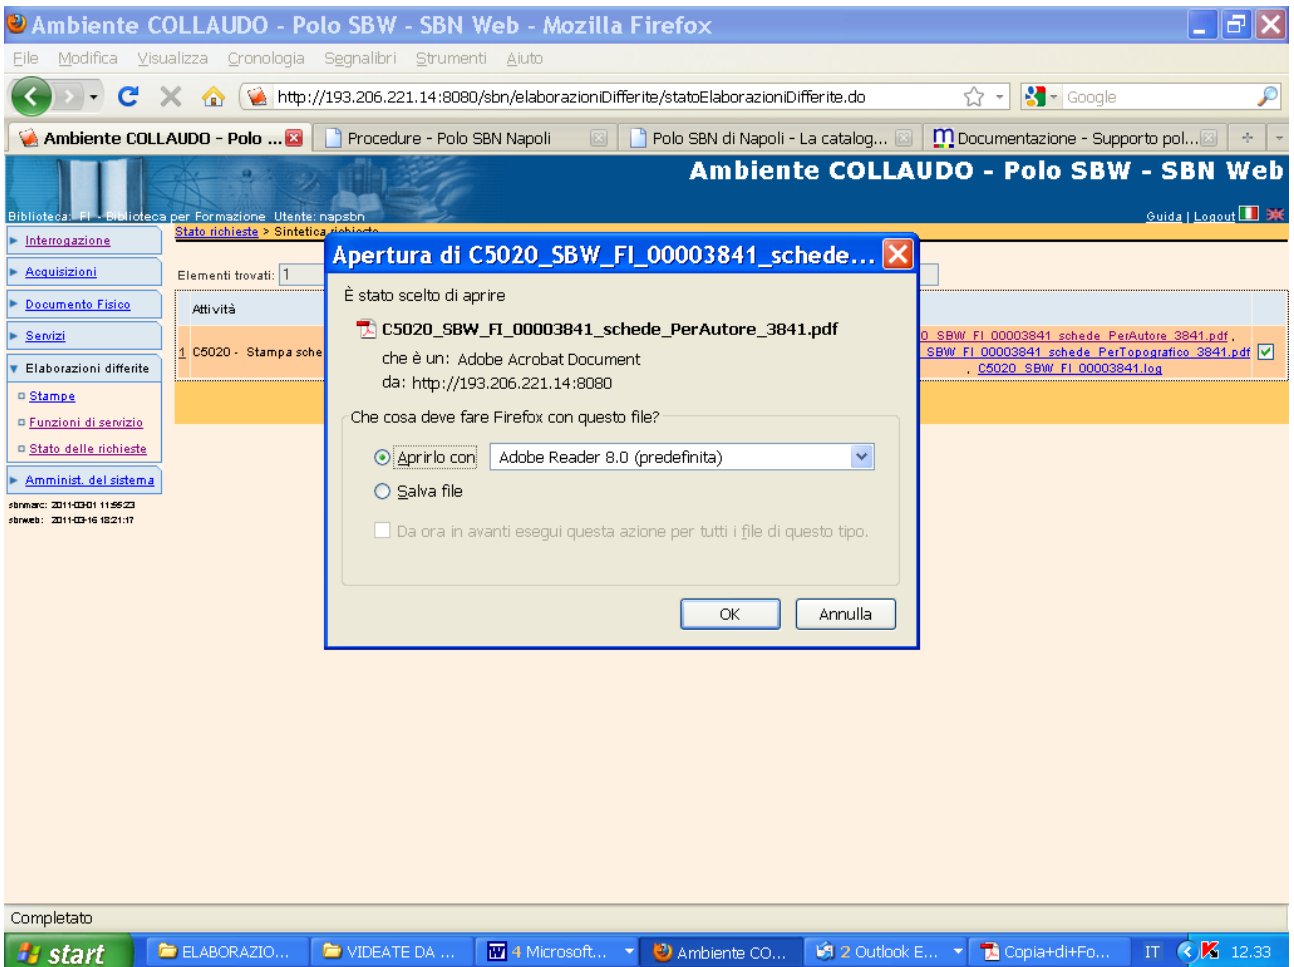 Ambiente COLLAUDO - Polo SBW - SBN Web - Mozilla Firefox
File Modifica Visualizza Cronologia Segnalibri Strumenti Aiuto
http://193.206.221.14:8080/sbn/elaborazioniDifferite/statoElaborazioniDifferite.do
Google
Ambiente COLLAUDO - Polo ...
Procedure - Polo SBN Napoli
Polo SBN di Napoli - La catalog...
Documentazione - Supporto pol...
Ambiente COLLAUDO - Polo SBW - SBN Web
Biblioteca: FI - Biblioteca per Formazione Utente: napsbn
Guida | Logout
Stato richieste > Sintetica richieste
Interrogazione
Acquisizioni
Documento Fisico
Servizi
Elaborazioni differite
Stampe
Funzioni di servizio
Stato delle richieste
Amminist. del sistema
sbnmarc: 2011-03-01 11:55:23
sbnweb: 2011-03-16 18:21:17
Elementi trovati: 1
Attività
1 C5020 - Stampa sche
0_SBW_FI_00003841_schede_PerAutore_3841.pdf ,
SBW_FI_00003841_schede_PerTopografico_3841.pdf
, C5020_SBW_FI_00003841.log
Apertura di C5020_SBW_FI_00003841_schede...
È stato scelto di aprire
C5020_SBW_FI_00003841_schede_PerAutore_3841.pdf
che è un: Adobe Acrobat Document
da: http://193.206.221.14:8080
Che cosa deve fare Firefox con questo file?
Aprirlo con Adobe Reader 8.0 (predefinita)
Salva file
Da ora in avanti esegui questa azione per tutti i file di questo tipo.
OK
Annulla
Completato
start
ELABORAZIO...
VIDEATE DA ...
4 Microsoft...
Ambiente CO...
2 Outlook E...
Copia+di+Fo...
IT
12.33